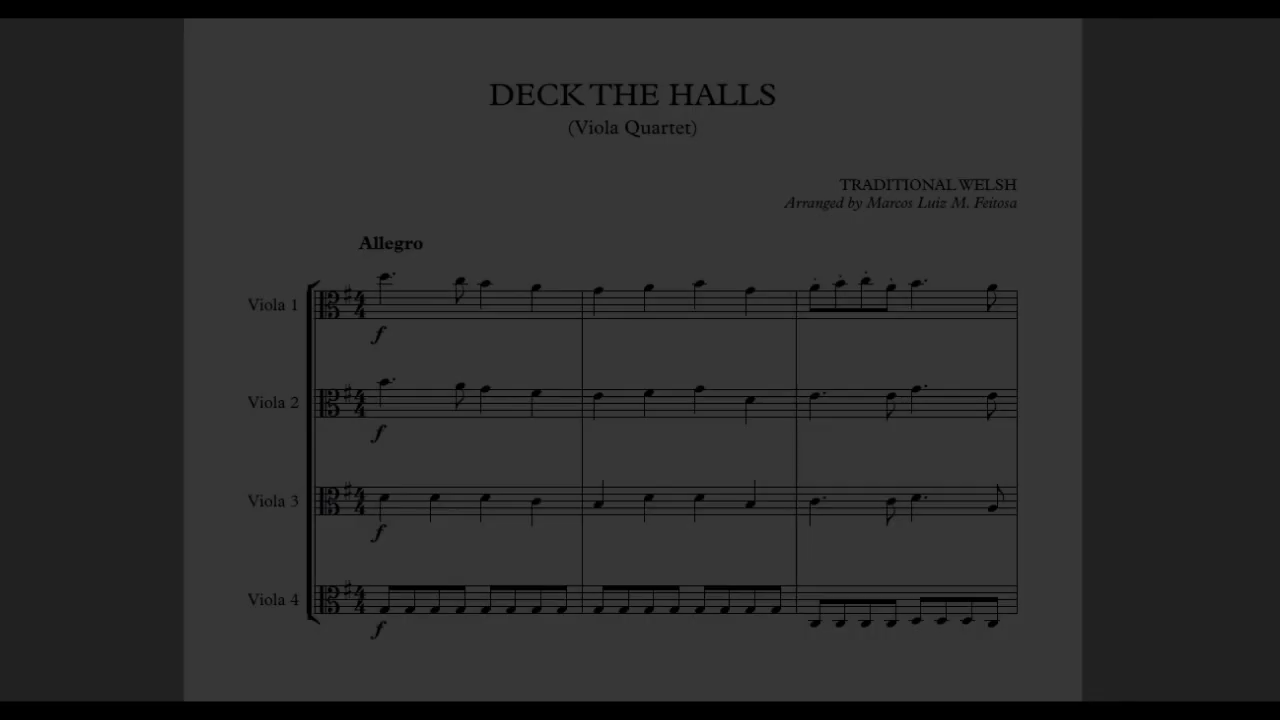 DECK THE HALLS
(Viola Quartet)
TRADITIONAL WELSH
Arranged by Marcos Luiz M. Feitosa
Allegro
Viola 1
f
Viola 2
f
Viola 3
f
Viola 4
f